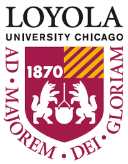 LOYOLA
UNIVERSITY CHICAGO
AD • MAJOREM • DEI • GLORIAM
1870